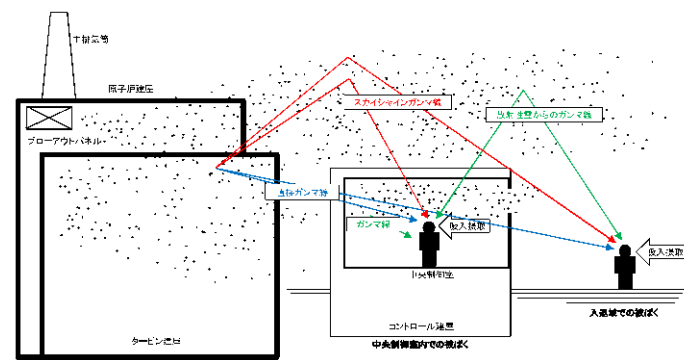 主排気筒
原子炉建屋
ブローアウトパネル
スカイシャインガンマ線
放射性雲からのガンマ線
直接ガンマ線
ガンマ線
吸入摂取
吸入摂取
中央制御室
コントロール建屋
中央制御室内での被ばく
入退域での被ばく
タービン建屋